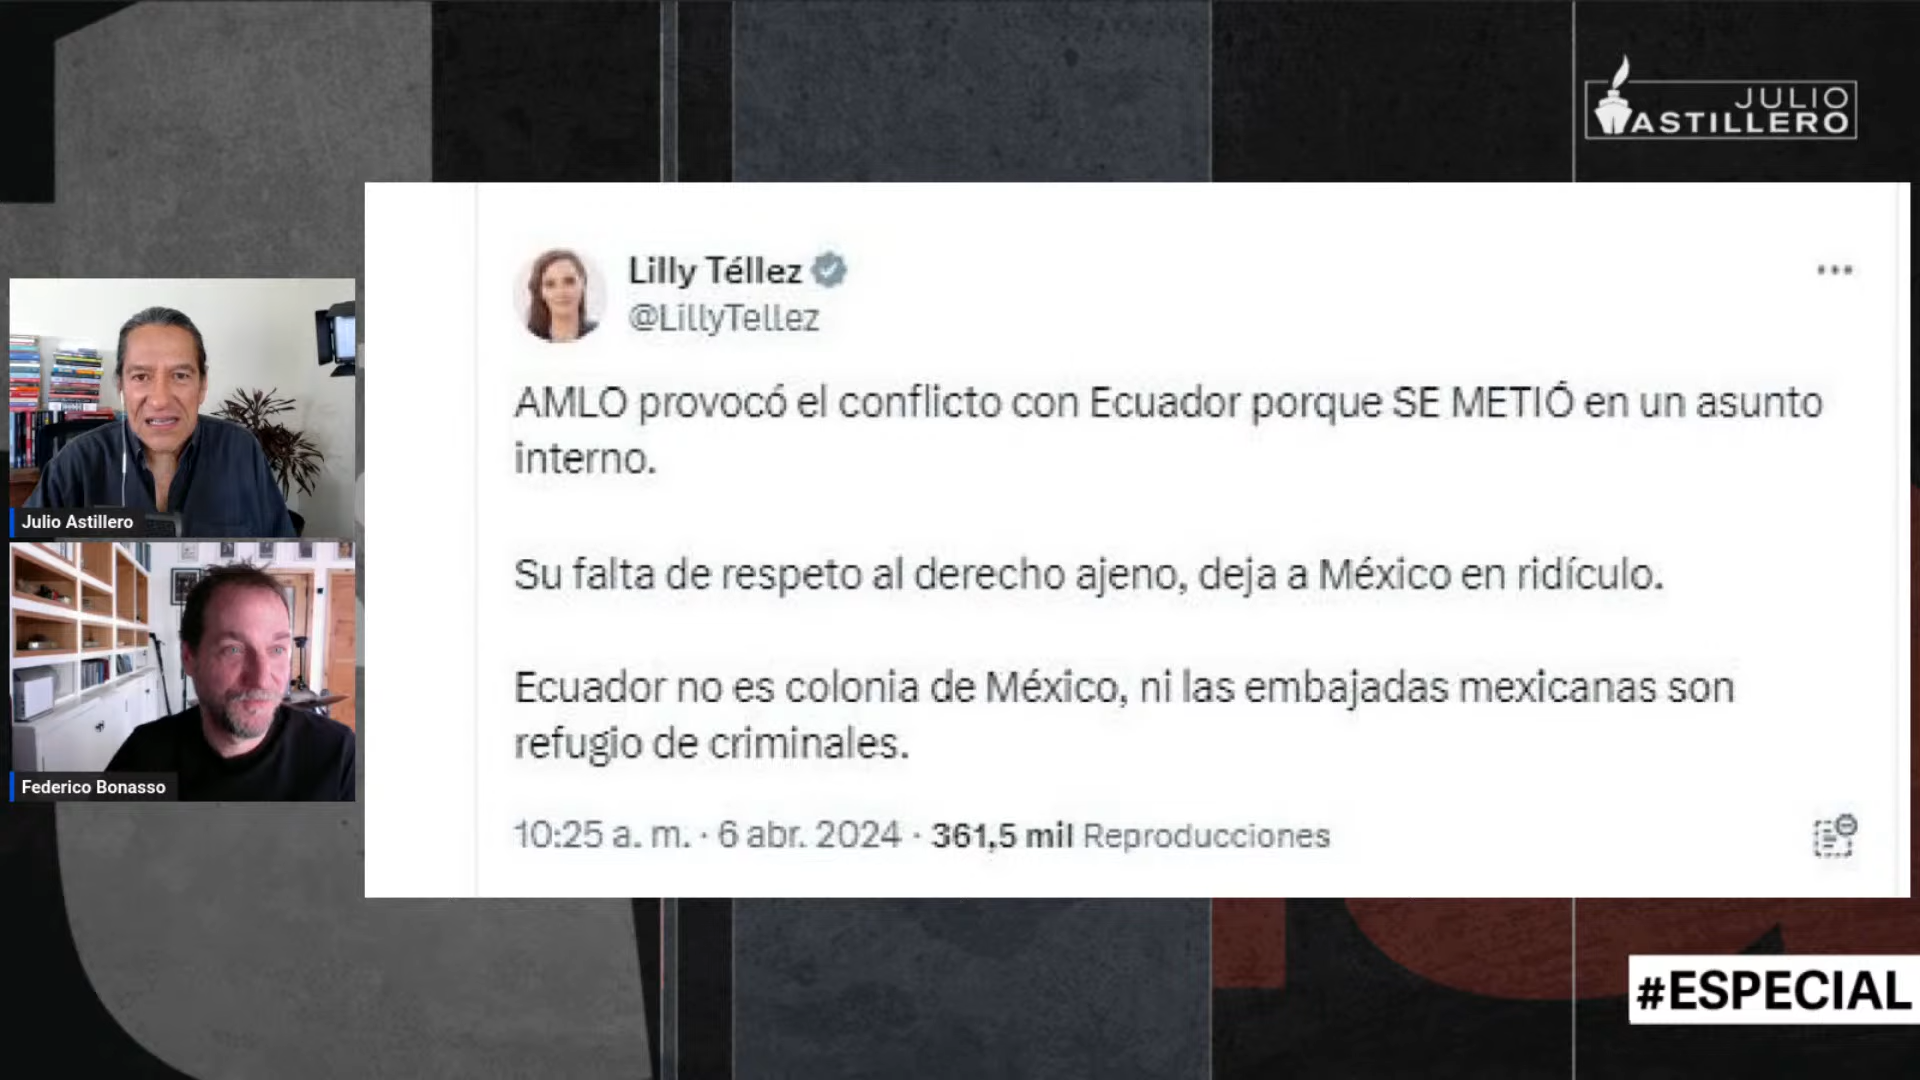 JULIO
ASTILLERO
Lilly Téllez
@LillyTellez
AMLO provocó el conflicto con Ecuador porque SE METIÓ en un asunto
interno.
Su falta de respeto al derecho ajeno, deja a México en ridículo.
Ecuador no es colonia de México, ni las embajadas mexicanas son
refugio de criminales.
10:25 a. m. · 6 abr. 2024 · 361,5 mil Reproducciones
Julio Astillero
Federico Bonasso
#ESPECIAL